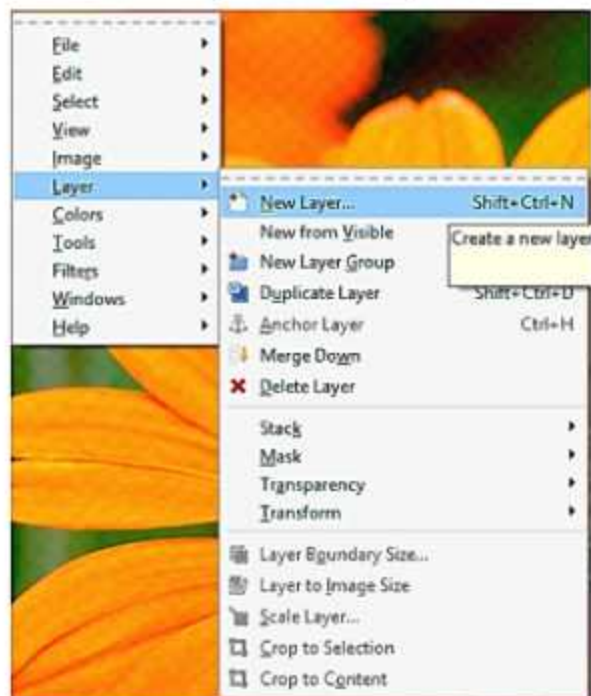 File
Edit
Select
View
Image
Layer
Colors
Tools
Filters
Windows
Help
New Layer... Shift+Ctrl+N
New from Visible
Create a new layer
New Layer Group
Duplicate Layer Shift+Ctrl+D
Anchor Layer Ctrl+H
Merge Down
Delete Layer
Stack
Mask
Transparency
Transform
Layer Boundary Size...
Layer to Image Size
Scale Layer...
Crop to Selection
Crop to Content